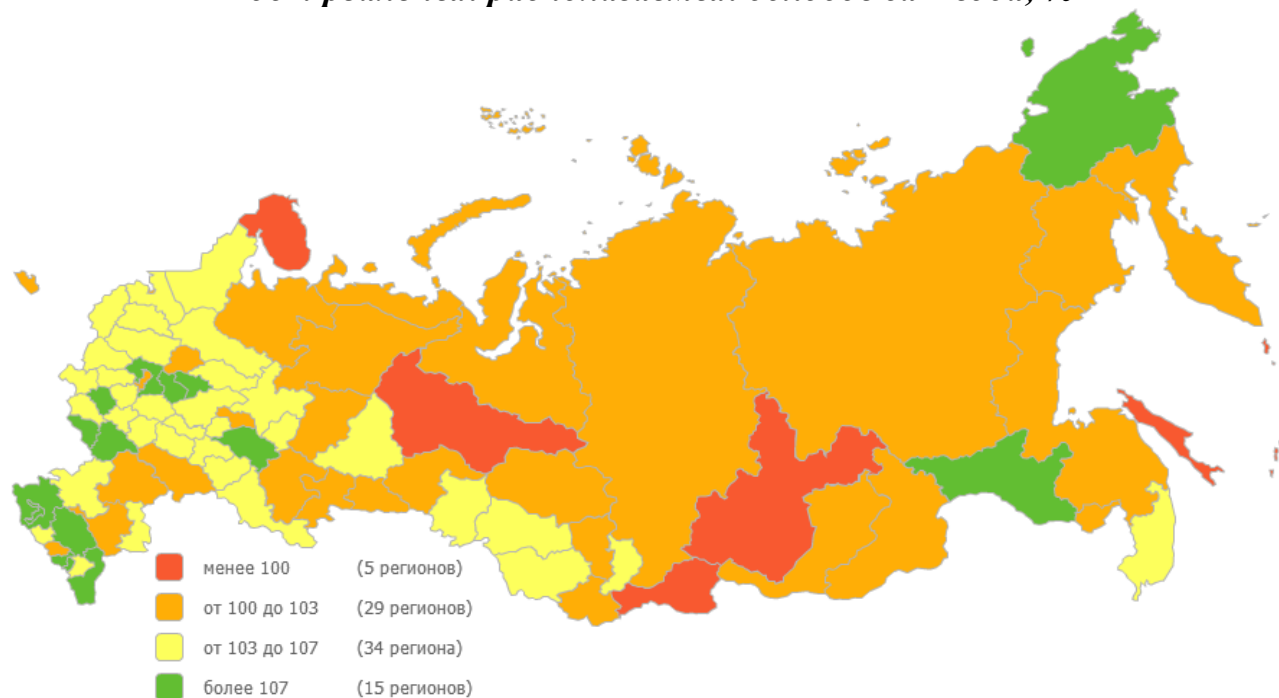 менее 100 (5 регионов)
от 100 до 103 (29 регионов)
от 103 до 107 (34 региона)
более 107 (15 регионов)